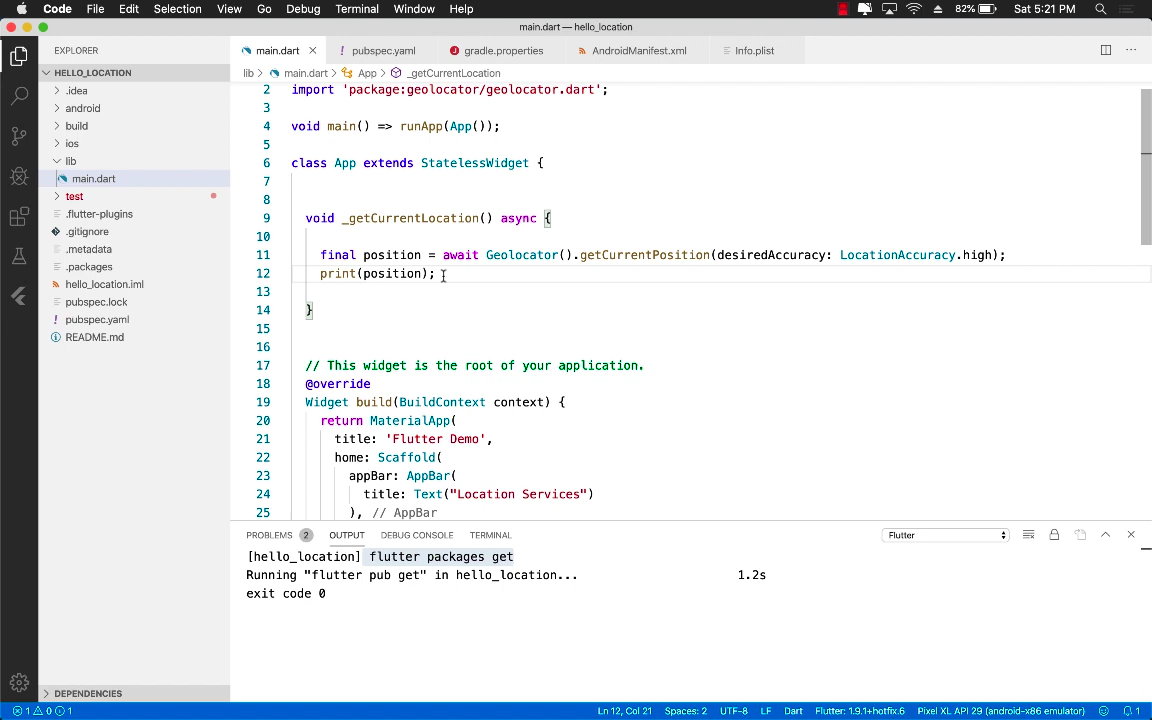 Code File Edit Selection View Go Debug Terminal Window Help 82% Sat 5:21 PM
main.dart — hello_location
EXPLORER
main.dart
pubspec.yaml
gradle.properties
AndroidManifest.xml
Info.plist
HELLO_LOCATION
lib > main.dart > App > _getCurrentLocation
.idea
android
build
ios
lib
main.dart
test
.flutter-plugins
.gitignore
.metadata
.packages
hello_location.iml
pubspec.lock
pubspec.yaml
README.md
DEPENDENCIES
2 import 'package:geolocator/geolocator.dart';
3
4 void main() => runApp(App());
5
6 class App extends StatelessWidget {
7
8
9 void _getCurrentLocation() async {
10
11 final position = await Geolocator().getCurrentPosition(desiredAccuracy: LocationAccuracy.high);
12 print(position);
13
14 }
15
16
17 // This widget is the root of your application.
18 @override
19 Widget build(BuildContext context) {
20 return MaterialApp(
21 title: 'Flutter Demo',
22 home: Scaffold(
23 appBar: AppBar(
24 title: Text("Location Services")
25 ), // AppBar
PROBLEMS 2 OUTPUT DEBUG CONSOLE TERMINAL Flutter
[hello_location] flutter packages get
Running "flutter pub get" in hello_location... 1.2s
exit code 0
1 0 1 Ln 12, Col 21 Spaces: 2 UTF-8 LF Dart Flutter: 1.9.1+hotfix.6 Pixel XL API 29 (android-x86 emulator) 1